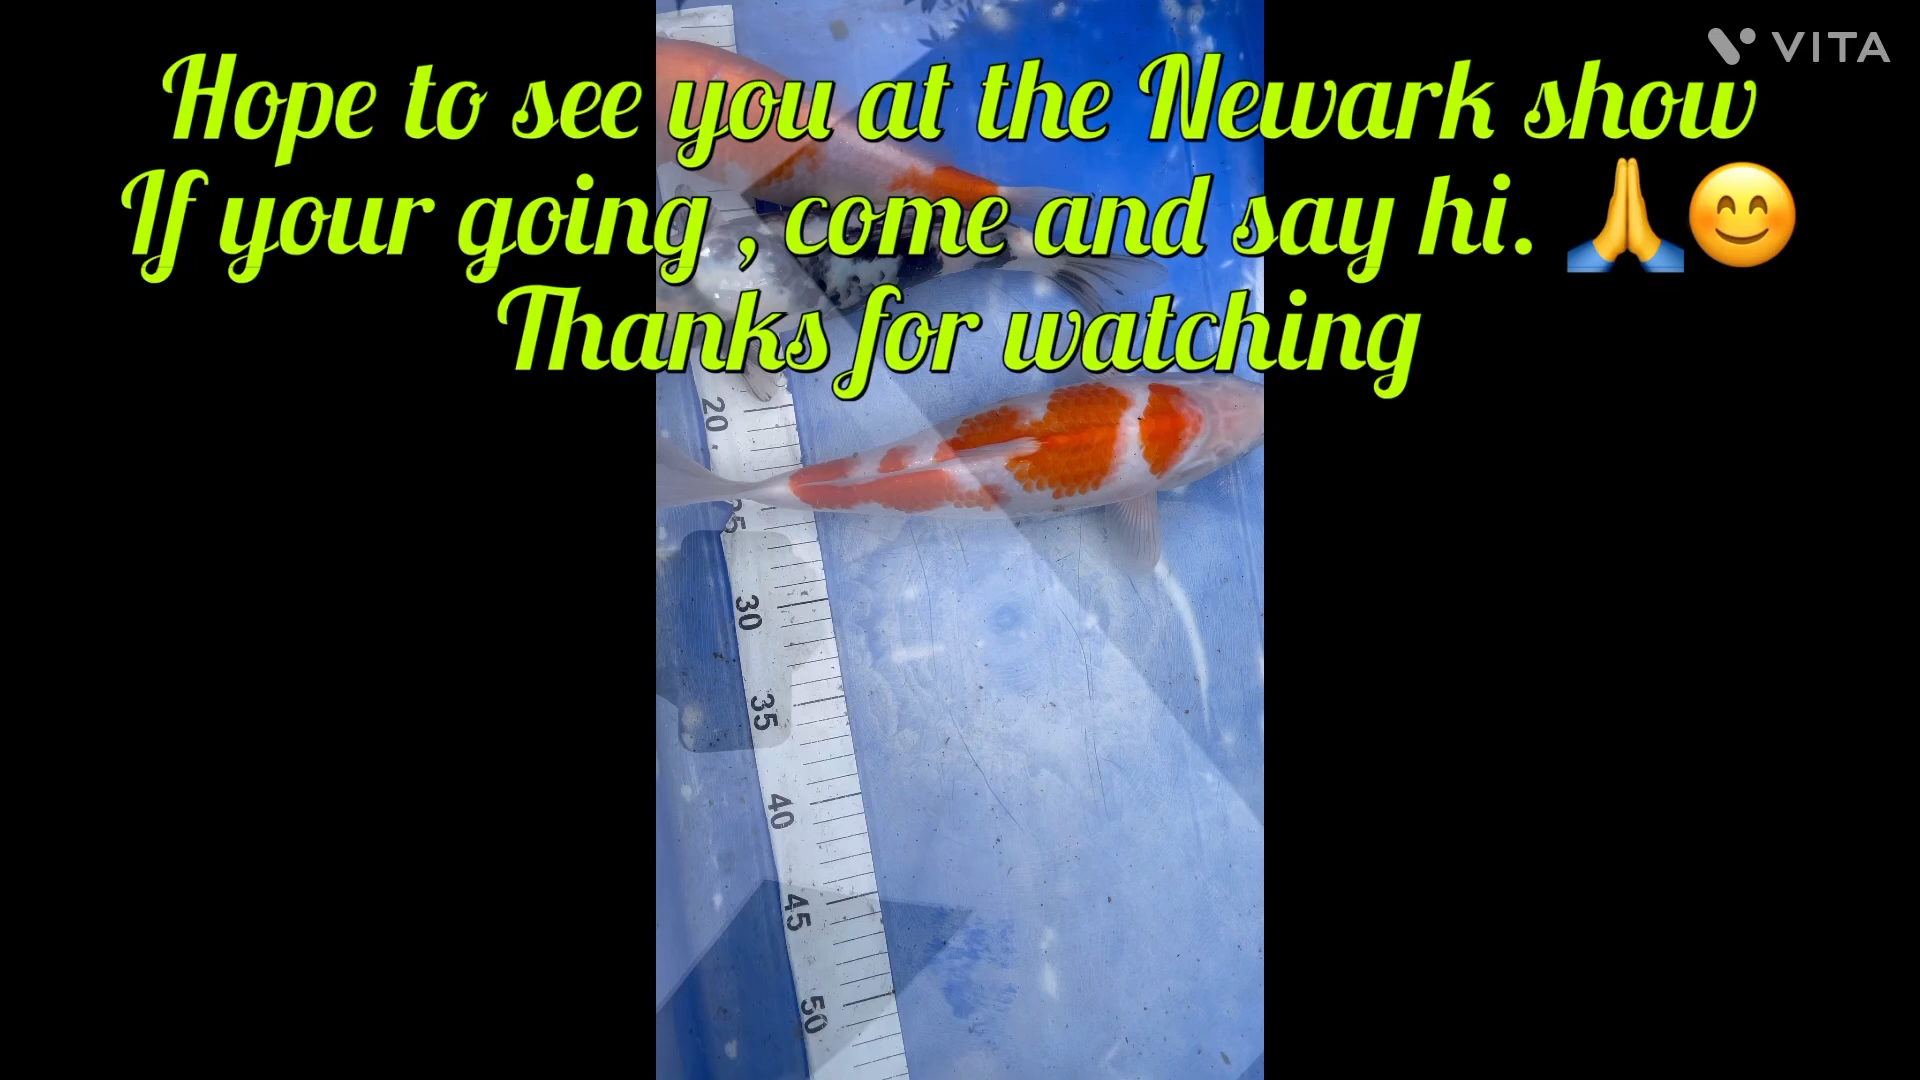 VITA
Hope to see you at the Newark show
If your going , come and say hi. 🙏😊
Thanks for watching
20
25
30
35
40
45
50